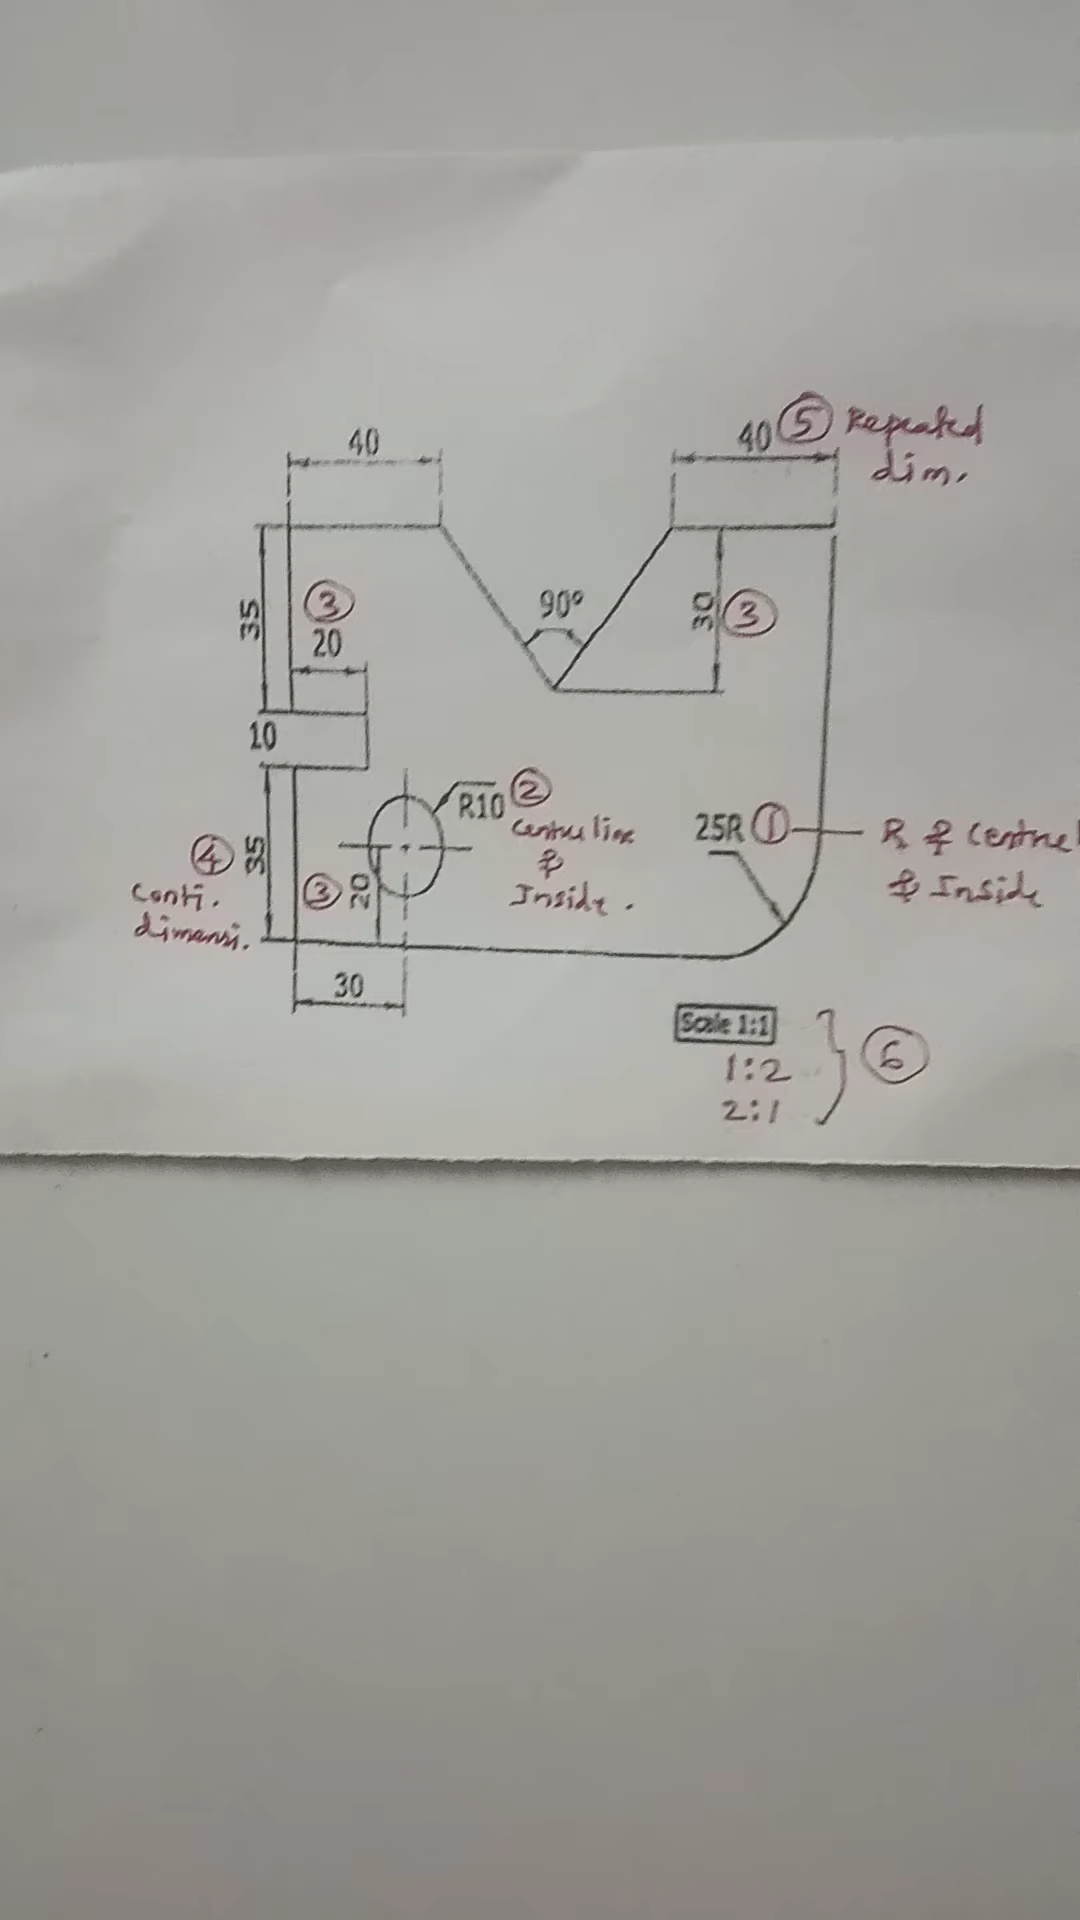 40
40 ⑤ Repeated
dim.
35
③
20
90°
30 ③
10
R10 ②
Centre line
&
Inside.
25R ① R & Centre
& Inside
④ 35
Conti.
dimensi.
③ 20
30
Scale 1:1
1:2
2:1
⑥